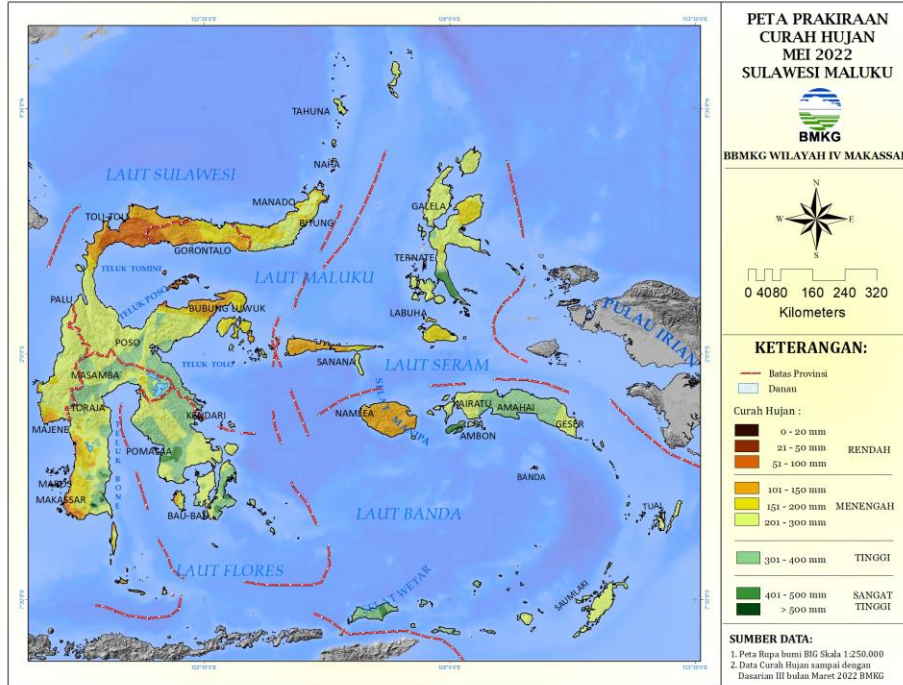 PETA PRAKIRAAN
CURAH HUJAN
MEI 2022
SULAWESI MALUKU
BMKG
BBMKG WILAYAH IV MAKASSAR
N
W
E
S
0 40 80 160 240 320
Kilometers
KETERANGAN:
Batas Provinsi
Danau
Curah Hujan :
0 - 20 mm
21 - 50 mm
51 - 100 mm
RENDAH
101 - 150 mm
151 - 200 mm
201 - 300 mm
MENENGAH
301 - 400 mm
TINGGI
401 - 500 mm
> 500 mm
SANGAT
TINGGI
SUMBER DATA:
1. Peta Rupa bumi BIG Skala 1:250.000
2. Data Curah Hujan sampai dengan
Dasarian III bulan Maret 2022 BMKG
TAHUNA
NAHA
LAUT SULAWESI
MANADO
BITUNG
GALELA
TOLI-TOLI
GORONTALO
TERNATE
TELUK TOMINI
LAUT MALUKU
PALU
TELUK POSO
BUBUNG LUWUK
LABUHA
PULAU IRIAN
POSO
TELUK TOLO
SANANA
LAUT SERAM
MASAMBA
TORAJA
KENDARI
NAMLEA
SELAT MANIPA
KAIRATU
AMAHAI
MAJENE
AMBON
GESER
TELUK BONE
POMALAA
BANDA
MAROS
MAKASSAR
BAU-BAU
LAUT BANDA
TUAL
LAUT FLORES
SELAT WETAR
SAUMLAKI